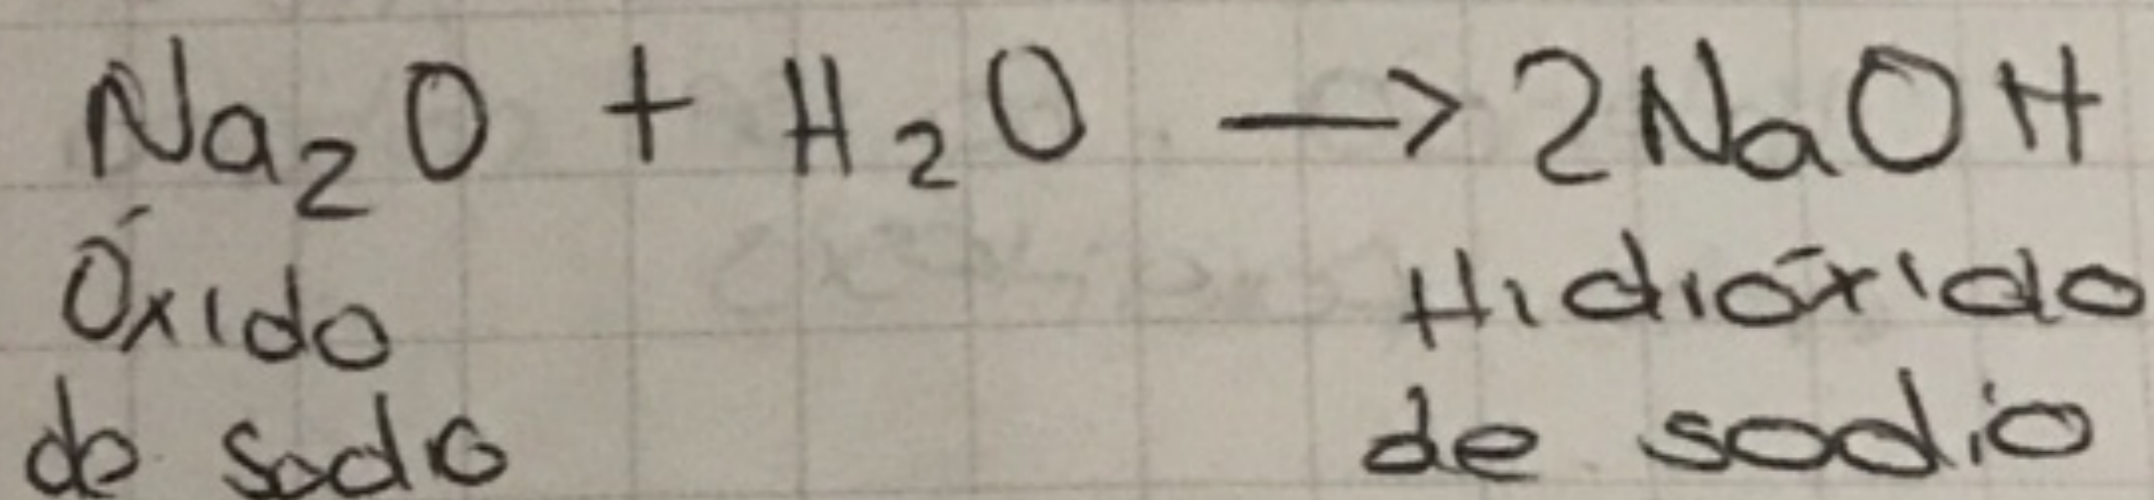 Na₂O + H₂O → 2NaOH
Óxido Hidróxido
de sodio de sodio